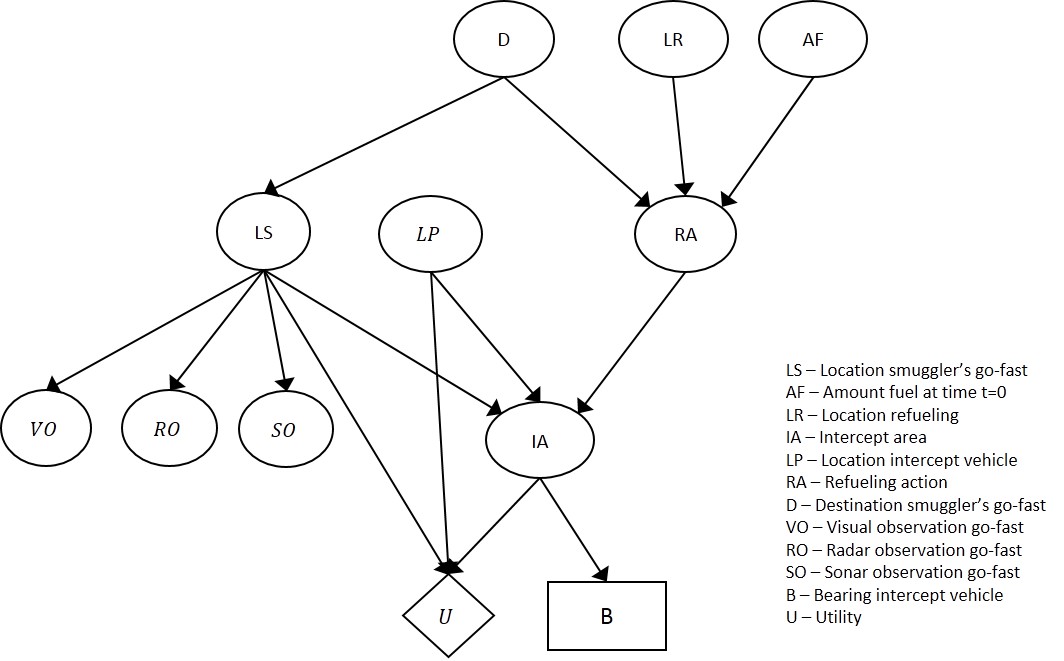 D
LR
AF
LS
LP
RA
VO
RO
SO
IA
U
B
LS – Location smuggler’s go-fast
AF – Amount fuel at time t=0
LR – Location refueling
IA – Intercept area
LP – Location intercept vehicle
RA – Refueling action
D – Destination smuggler’s go-fast
VO – Visual observation go-fast
RO – Radar observation go-fast
SO – Sonar observation go-fast
B – Bearing intercept vehicle
U – Utility